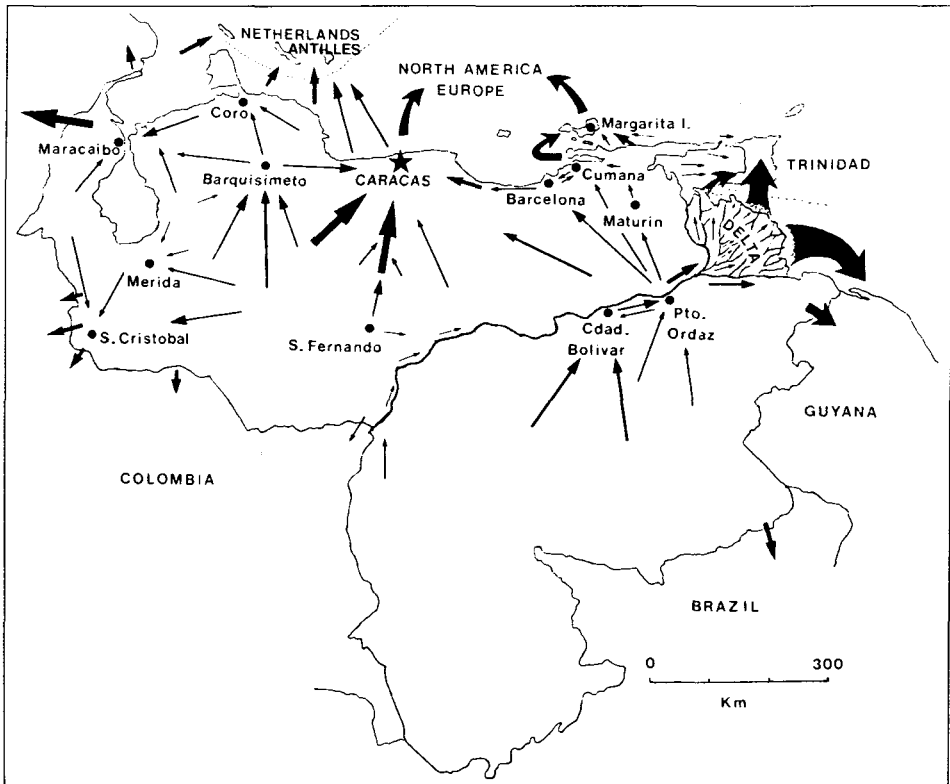 NETHERLANDS
ANTILLES
NORTH AMERICA
EUROPE
Coro
Margarita I.
Maracaibo
TRINIDAD
Barquisimeto
CARACAS
Cumana
Barcelona
Maturin
DELTA
Merida
S. Cristobal
S. Fernando
Cdad.
Bolivar
Pto.
Ordaz
GUYANA
COLOMBIA
BRAZIL
0 300
Km